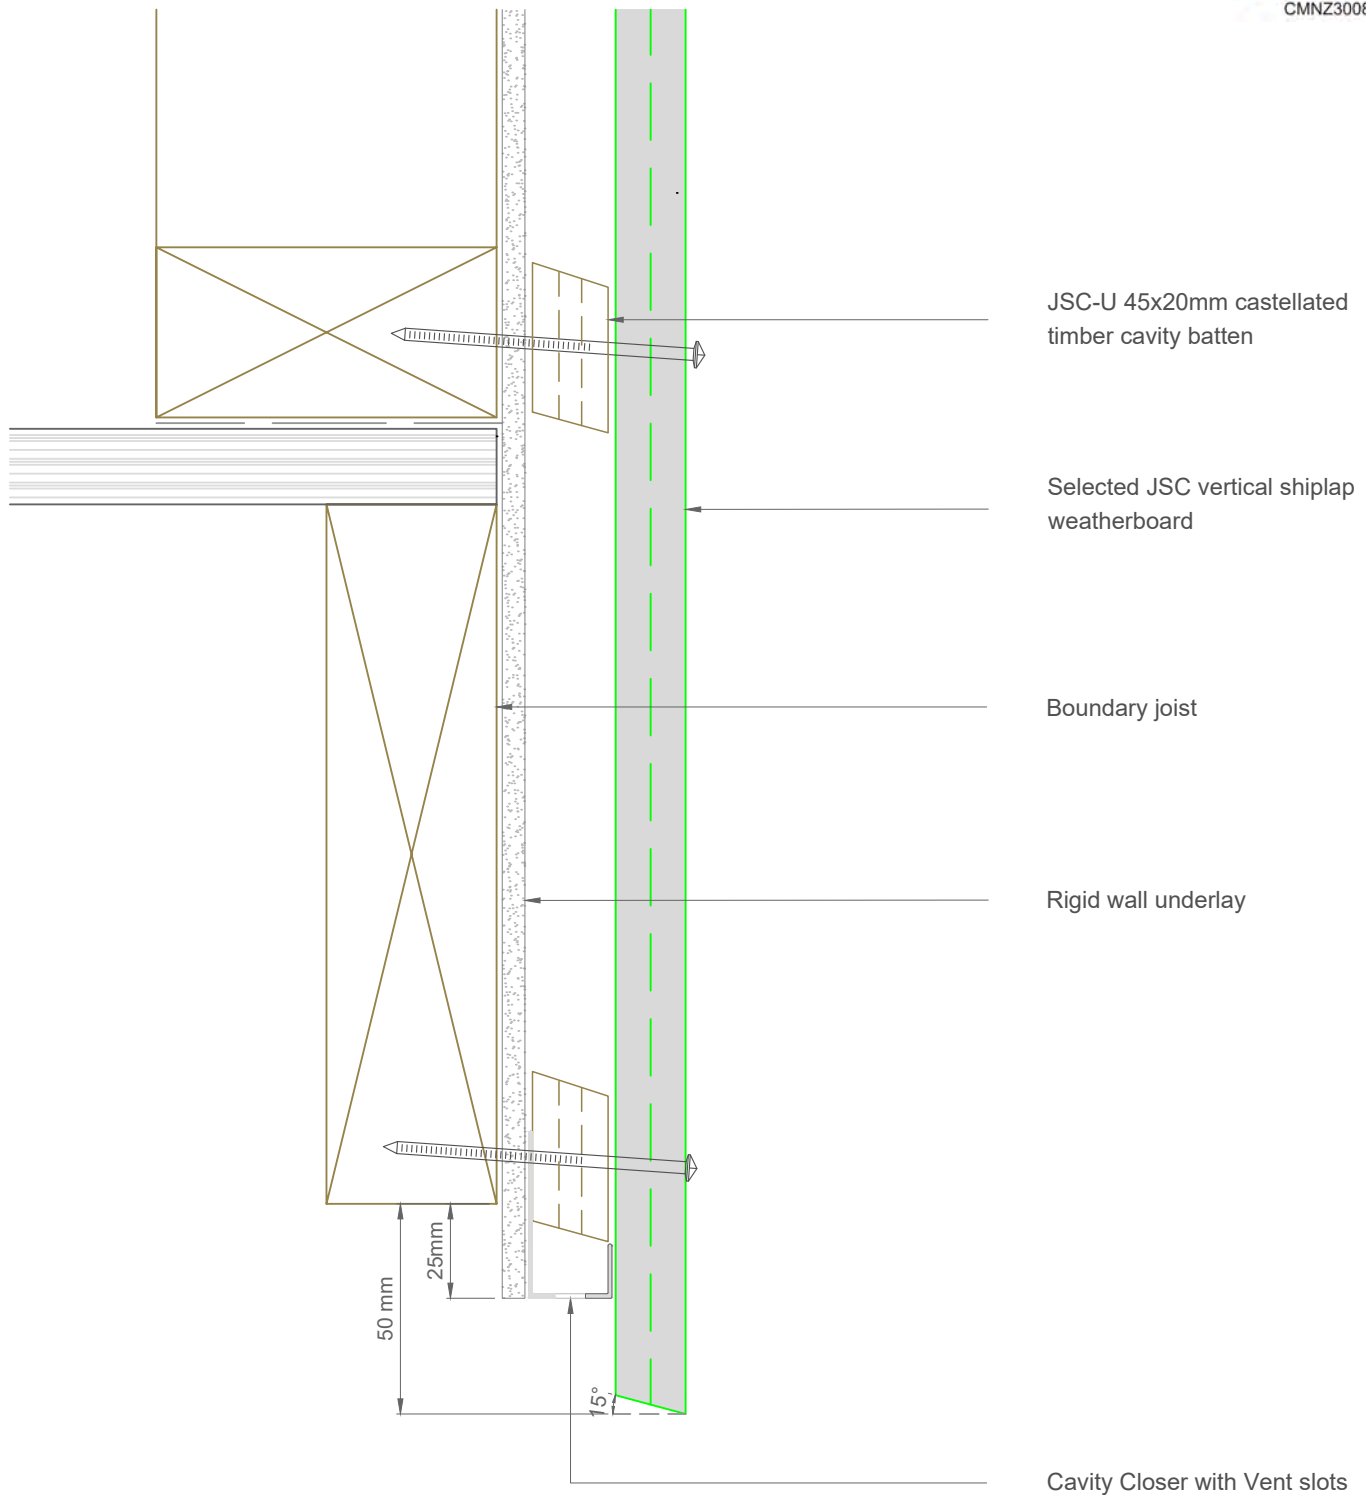 CMNZ3008
JSC-U 45x20mm castellated
timber cavity batten
Selected JSC vertical shiplap
weatherboard
Boundary joist
Rigid wall underlay
25mm
50 mm
15°
Cavity Closer with Vent slots